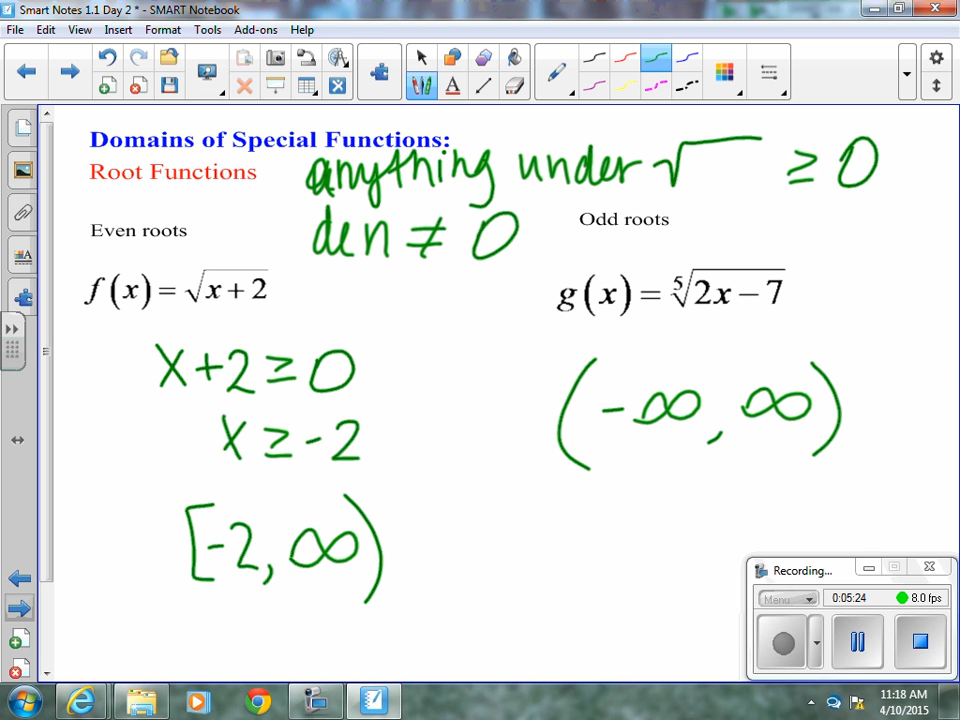 Smart Notes 1.1 Day 2 * - SMART Notebook
File Edit View Insert Format Tools Add-ons Help
Domains of Special Functions:
Root Functions
anything under √ ≥ 0
den ≠ 0
Even roots
Odd roots
f(x) = √(x + 2)
g(x) = ⁵√(2x − 7)
x+2 ≥ 0
x ≥ -2
[-2, ∞)
(-∞, ∞)
Recording...
Menu
0:05:24
8.0 fps
11:18 AM
4/10/2015